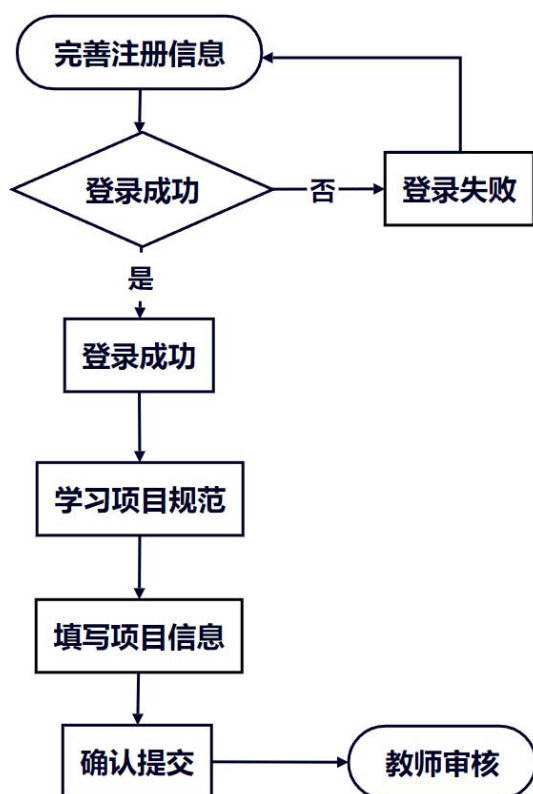 完善注册信息
登录成功
否
登录失败
是
登录成功
学习项目规范
填写项目信息
确认提交
教师审核